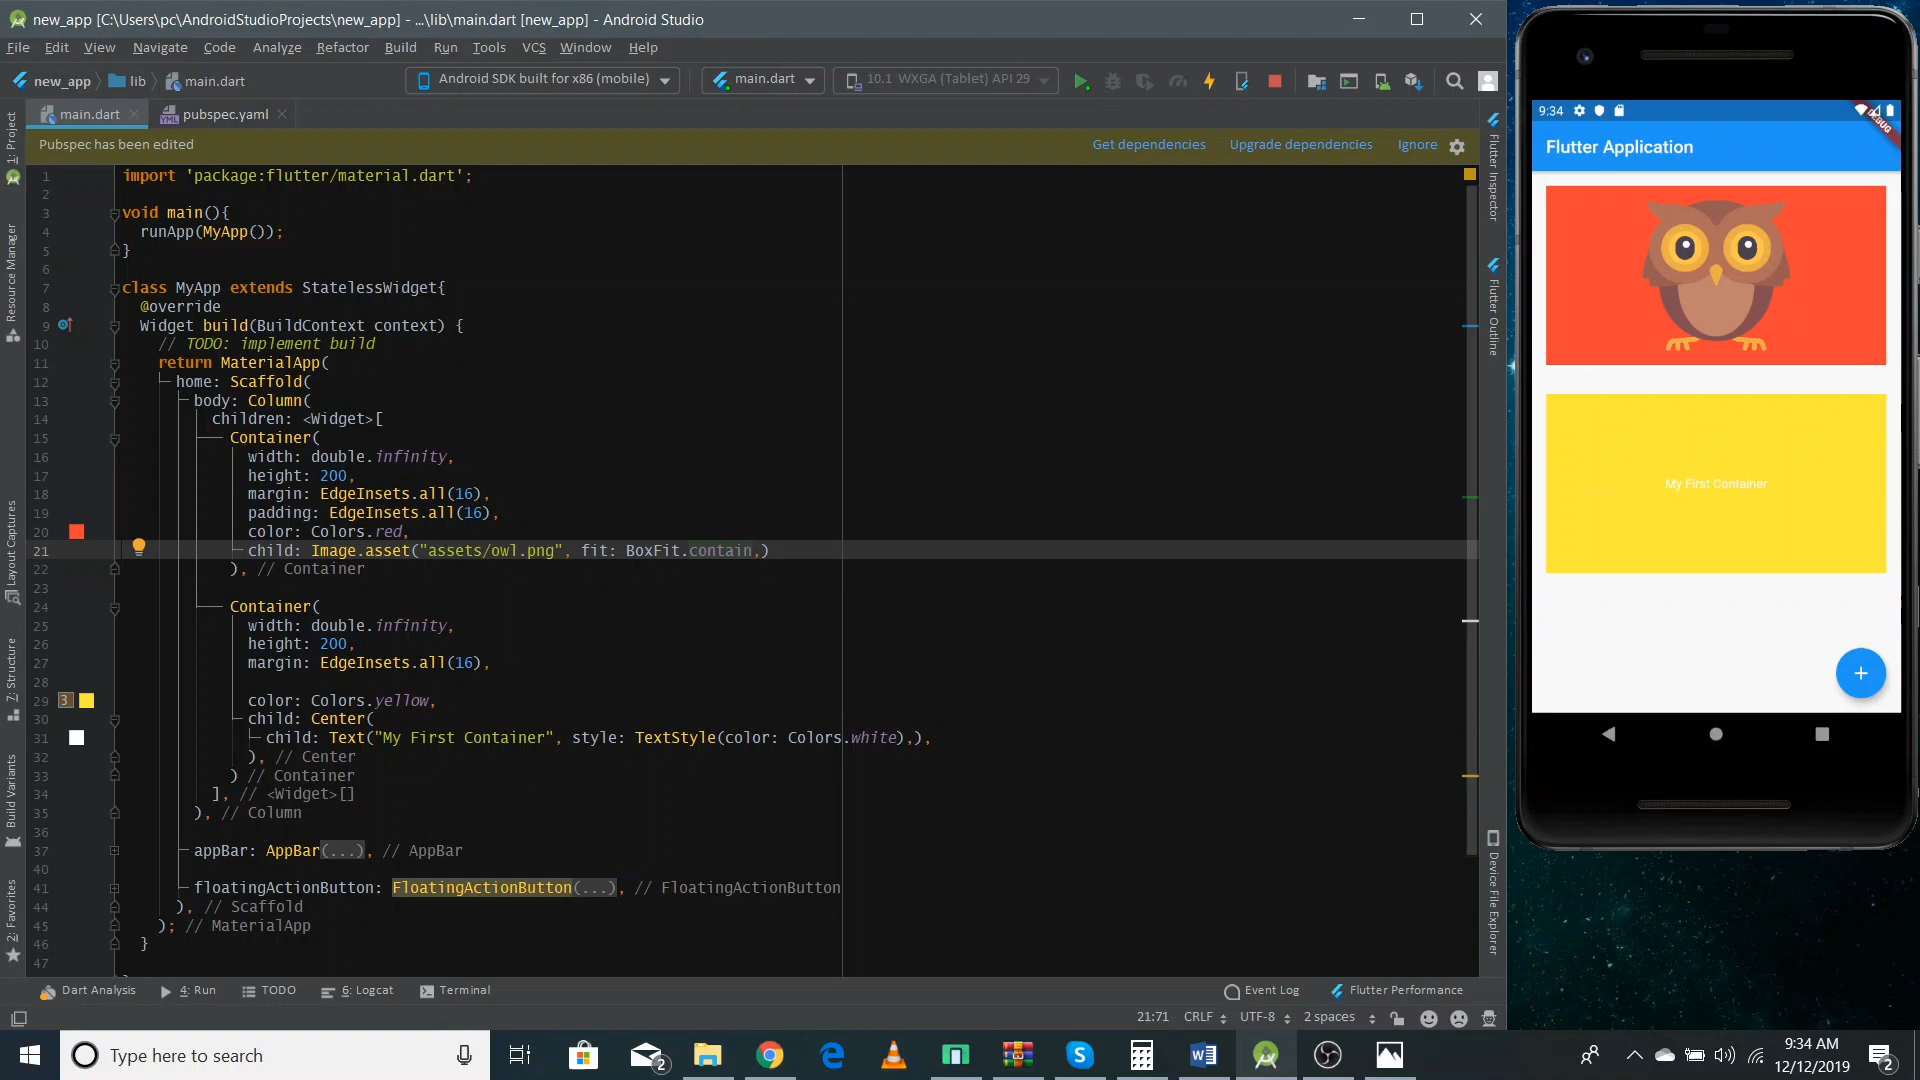 new_app [C:\Users\pc\AndroidStudioProjects\new_app] - ...\lib\main.dart [new_app] - Android Studio
File Edit View Navigate Code Analyze Refactor Build Run Tools VCS Window Help
new_app lib main.dart Android SDK built for x86 (mobile) main.dart 10.1 WXGA (Tablet) API 29
main.dart pubspec.yaml
Pubspec has been edited Get dependencies Upgrade dependencies Ignore
1 import 'package:flutter/material.dart';
2
3 void main(){
4 runApp(MyApp());
5 }
6
7 class MyApp extends StatelessWidget{
8 @override
9 Widget build(BuildContext context) {
10 // TODO: implement build
11 return MaterialApp(
12 home: Scaffold(
13 body: Column(
14 children: <Widget>[
15 Container(
16 width: double.infinity,
17 height: 200,
18 margin: EdgeInsets.all(16),
19 padding: EdgeInsets.all(16),
20 color: Colors.red,
21 child: Image.asset("assets/owl.png", fit: BoxFit.contain,)
22 ), // Container
23
24 Container(
25 width: double.infinity,
26 height: 200,
27 margin: EdgeInsets.all(16),
28
29 3 color: Colors.yellow,
30 child: Center(
31 child: Text("My First Container", style: TextStyle(color: Colors.white),),
32 ), // Center
33 ) // Container
34 ], // <Widget>[]
35 ), // Column
36
37 appBar: AppBar(...), // AppBar
40
41 floatingActionButton: FloatingActionButton(...), // FloatingActionButton
44 ), // Scaffold
45 ); // MaterialApp
46 }
47
1: Project
Resource Manager
Layout Captures
7: Structure
Build Variants
2: Favorites
Flutter Inspector
Flutter Outline
Device File Explorer
Dart Analysis 4: Run TODO 6: Logcat Terminal Event Log Flutter Performance
21:71 CRLF UTF-8 2 spaces
9:34
DEBUG
Flutter Application
My First Container
+
Type here to search
2
9:34 AM
12/12/2019
2